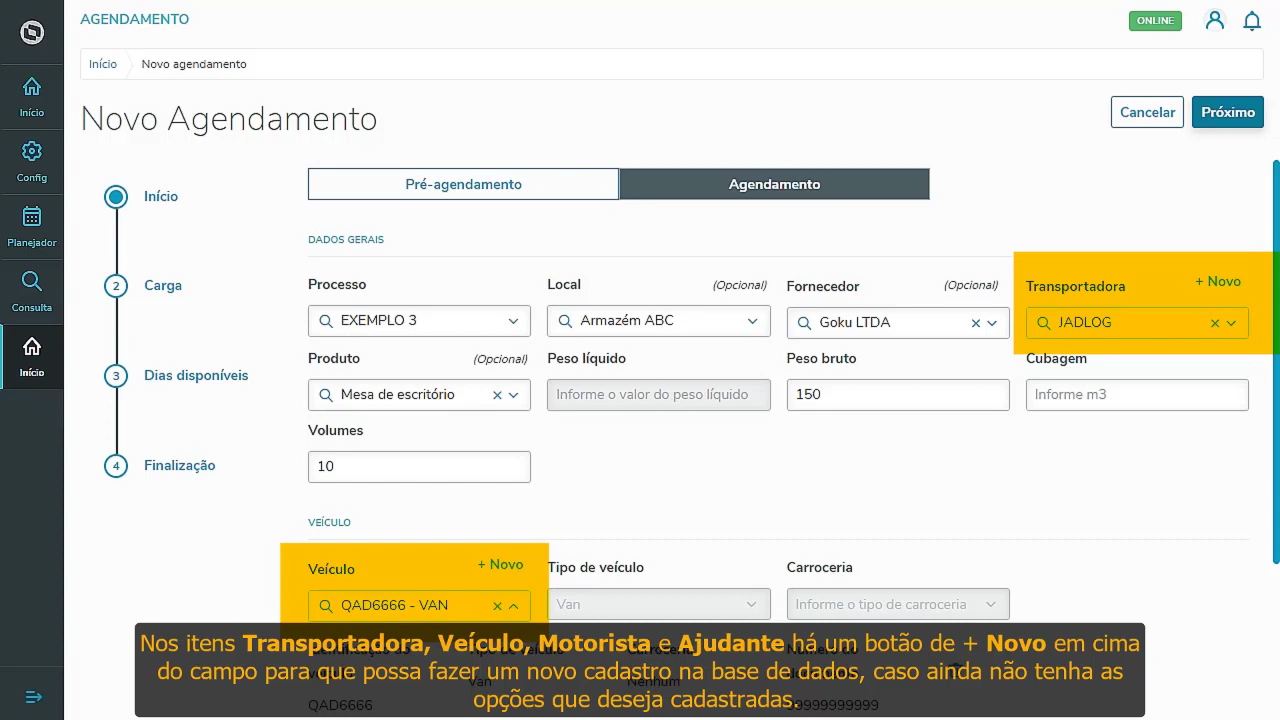 AGENDAMENTO
ONLINE
Início
Novo agendamento
Novo Agendamento
Cancelar
Próximo
Início
Config
Planejador
Consulta
Início
Início
2
Carga
3
Dias disponíveis
4
Finalização
Pré-agendamento
Agendamento
DADOS GERAIS
Processo
Local
(Opcional)
Fornecedor
(Opcional)
Transportadora
+ Novo
EXEMPLO 3
Armazém ABC
Goku LTDA
JADLOG
Produto
(Opcional)
Peso líquido
Peso bruto
Cubagem
Mesa de escritório
Informe o valor do peso líquido
150
Informe m3
Volumes
10
VEÍCULO
Veículo
+ Novo
Tipo de veículo
Carroceria
QAD6666 - VAN
Van
Informe o tipo de carroceria
Nos itens Transportadora, Veículo, Motorista e Ajudante há um botão de + Novo em cima
do campo para que possa fazer um novo cadastro na base de dados, caso ainda não tenha as
opções que deseja cadastradas.
Van
Nenhum
QAD6666
99999999999